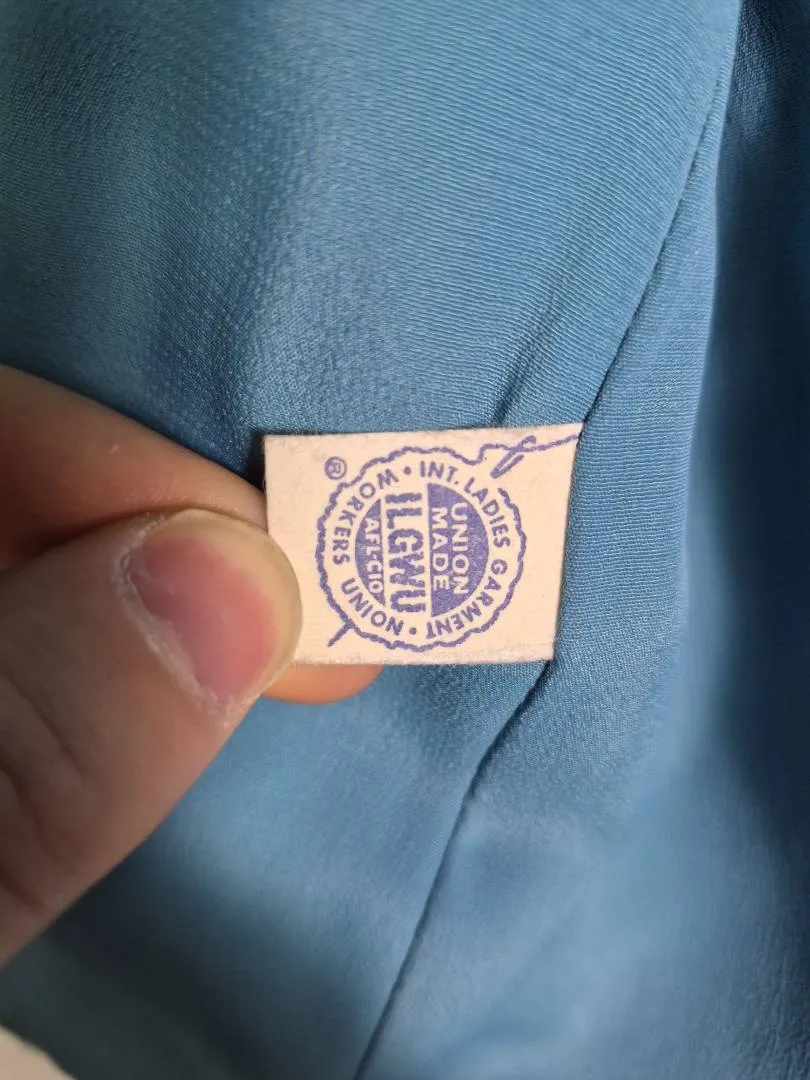 INT. LADIES GARMENT
WORKERS UNION
UNION
MADE
ILGWU
AFL-CIO
®